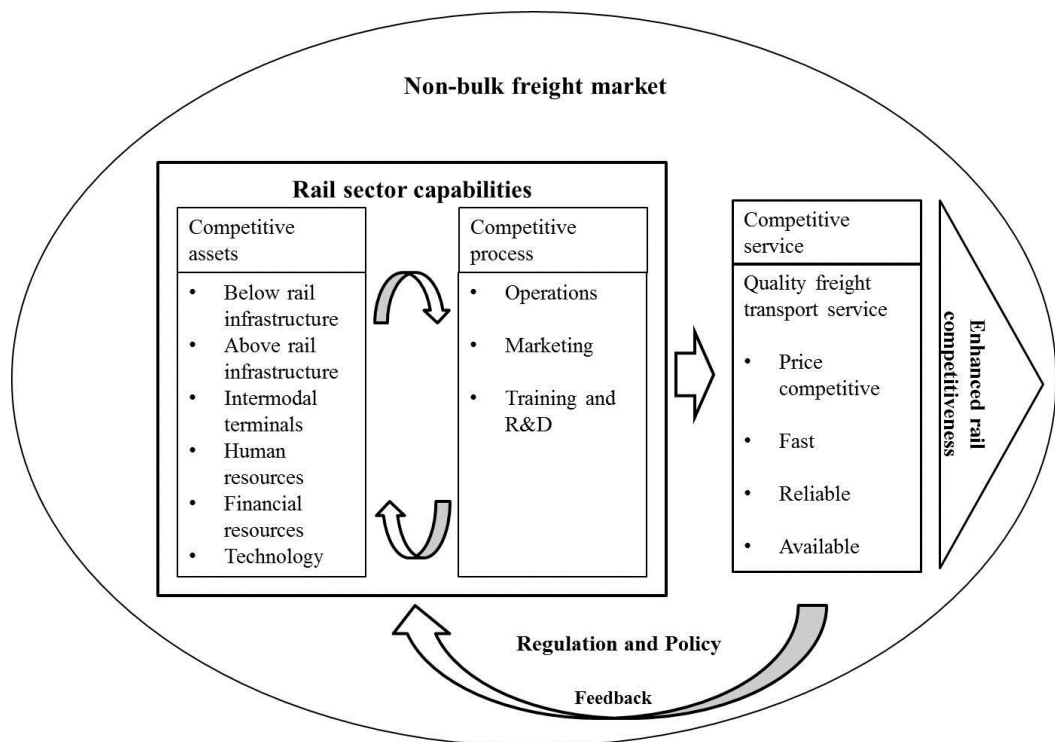 Non-bulk freight market
Rail sector capabilities
Competitive
assets
• Below rail
infrastructure
• Above rail
infrastructure
• Intermodal
terminals
• Human
resources
• Financial
resources
• Technology
Competitive
process
• Operations
• Marketing
• Training and
R&D
Competitive
service
Quality freight
transport service
• Price
competitive
• Fast
• Reliable
• Available
Enhanced rail
competitiveness
Regulation and Policy
Feedback